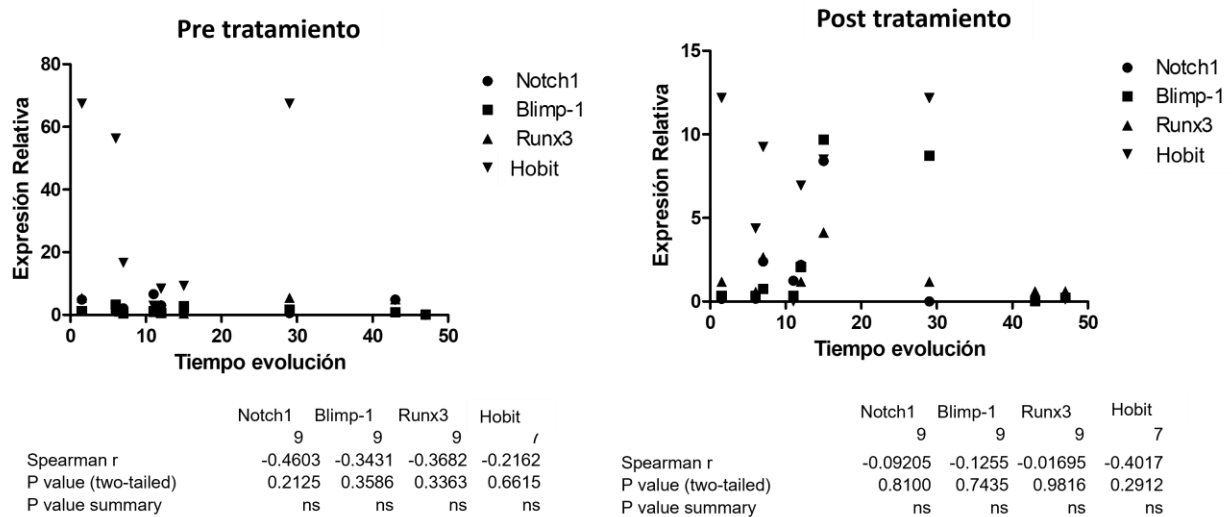 Pre tratamiento
Expresión Relativa
80
60
40
20
0
0 10 20 30 40 50
Tiempo evolución
Notch1
Blimp-1
Runx3
Hobit
Notch1 Blimp-1 Runx3 Hobit
9 9 9 7
Spearman r -0.4603 -0.3431 -0.3682 -0.2162
P value (two-tailed) 0.2125 0.3586 0.3363 0.6615
P value summary ns ns ns ns
Post tratamiento
Expresión Relativa
15
10
5
0
0 10 20 30 40 50
Tiempo evolución
Notch1
Blimp-1
Runx3
Hobit
Notch1 Blimp-1 Runx3 Hobit
9 9 9 7
Spearman r -0.09205 -0.1255 -0.01695 -0.4017
P value (two-tailed) 0.8100 0.7435 0.9816 0.2912
P value summary ns ns ns ns